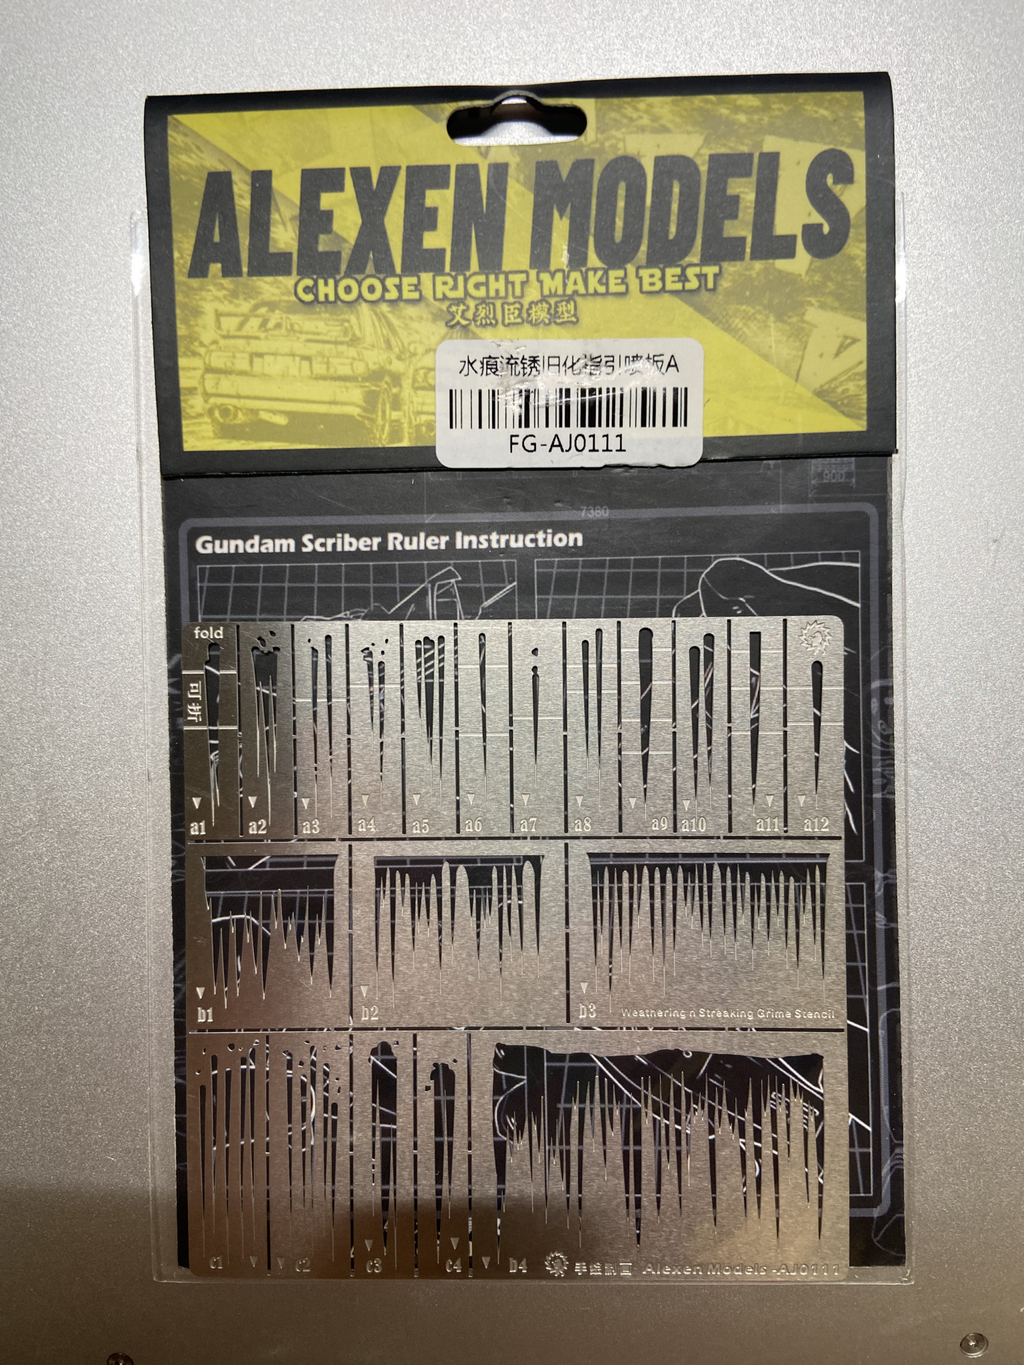 ALEXEN MODELS
CHOOSE RIGHT MAKE BEST
艾烈臣模型
水痕流锈旧化指引喷板A
FG-AJ0111
900
7380
Gundam Scriber Ruler Instruction
fold
可折
a1 a2 a3 a4 a5 a6 a7 a8 a9 a10 a11 a12
b1 b2 b3
Weathering n Streaking Grime Stencil
c1 c2 c3 c4 b4
Alexen Models -AJ0111